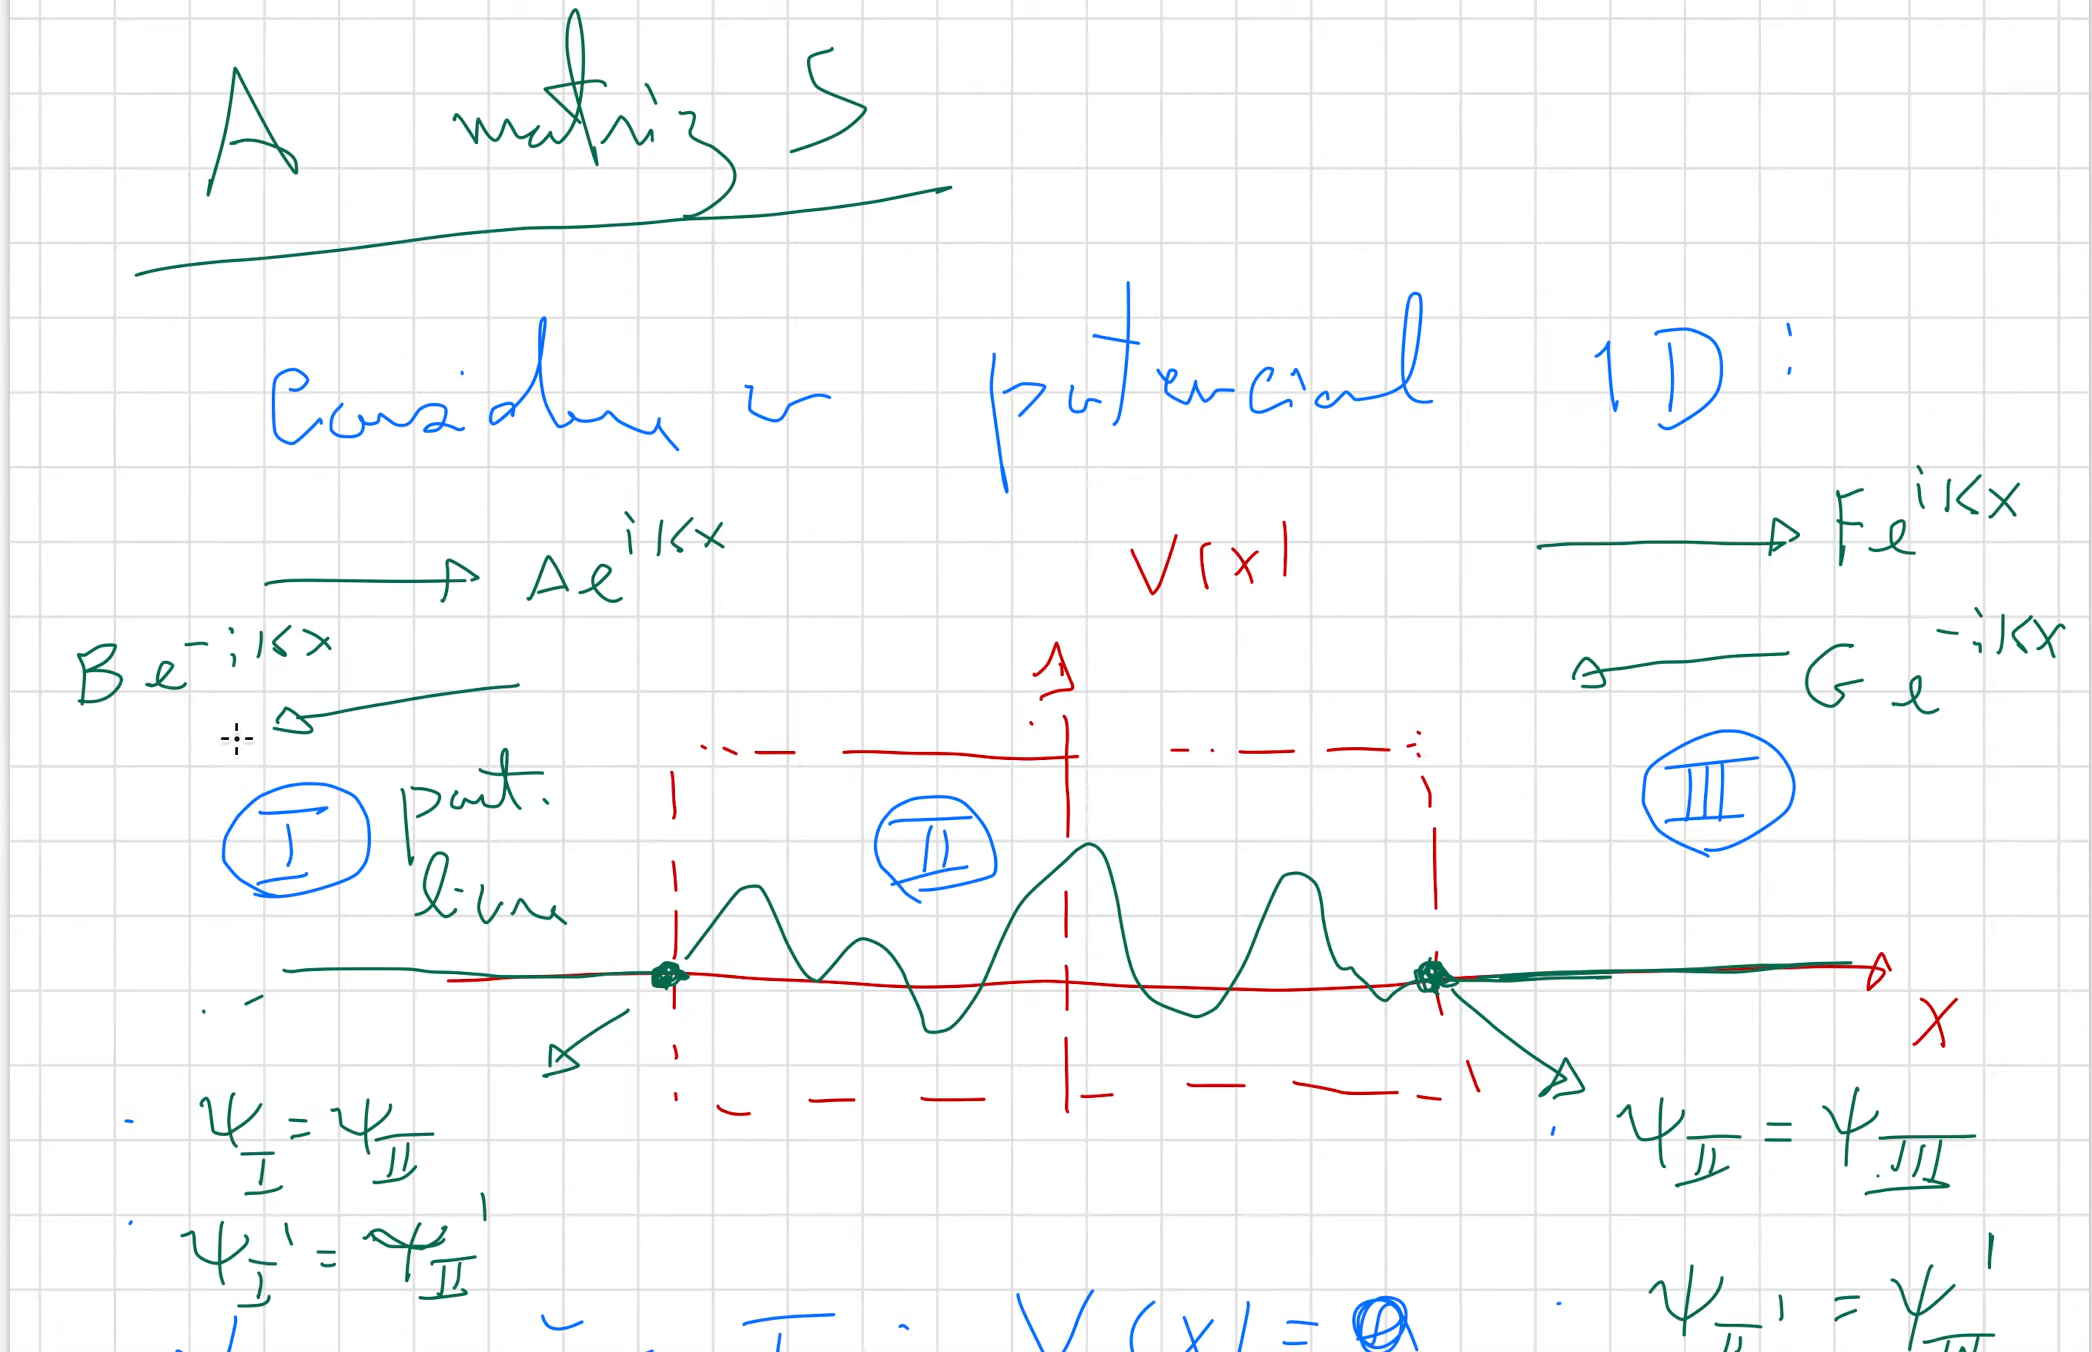 A matriz S
Considere um potencial 1D:
Ae^{ikx}
V(x)
Fe^{ikx}
Be^{-ikx}
Ge^{-ikx}
I
part.
livre
II
III
x
ψ_I = ψ_II
ψ_II = ψ_III
ψ_I' = ψ_II'
ψ_II' = ψ_III'
I : V(x) = 0